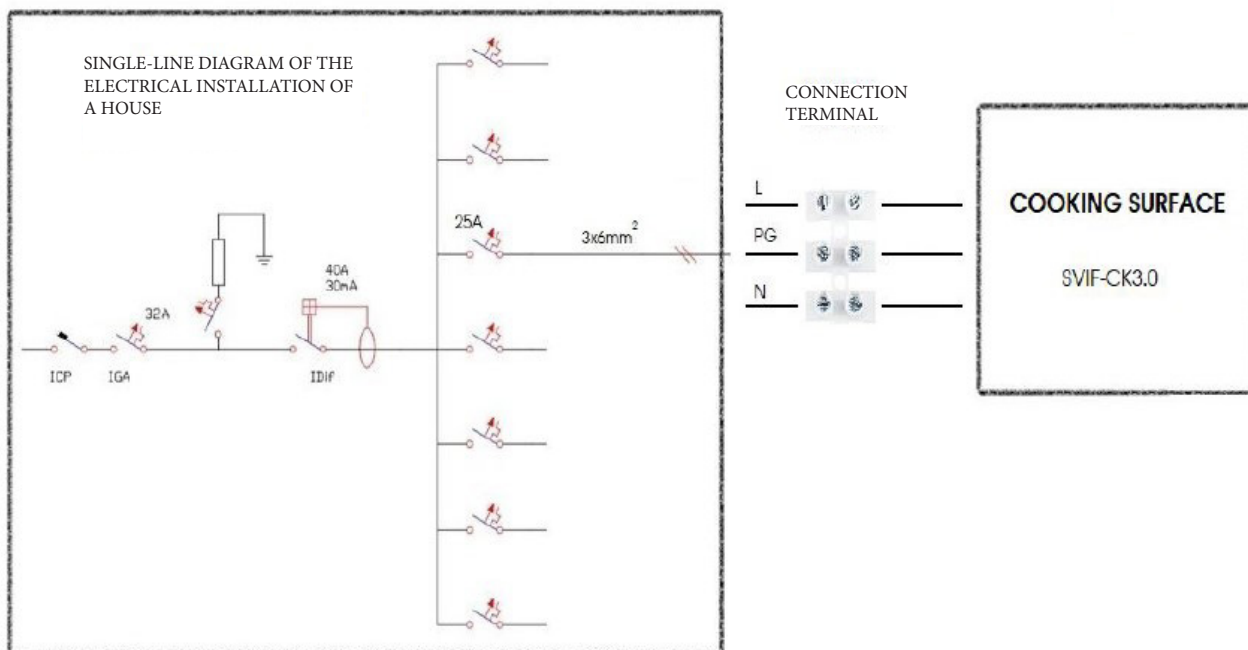 SINGLE-LINE DIAGRAM OF THE
ELECTRICAL INSTALLATION OF
A HOUSE
CONNECTION
TERMINAL
L
PG
N
COOKING SURFACE
SVIF-CK3.0
25A
3x6mm²
40A
30mA
32A
ICP
IGA
IDif